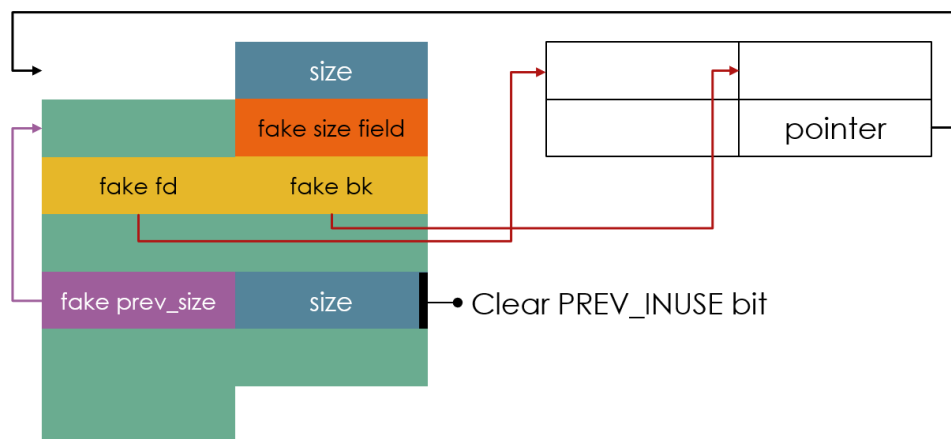 size
fake size field
pointer
fake fd
fake bk
fake prev_size
size
Clear PREV_INUSE bit